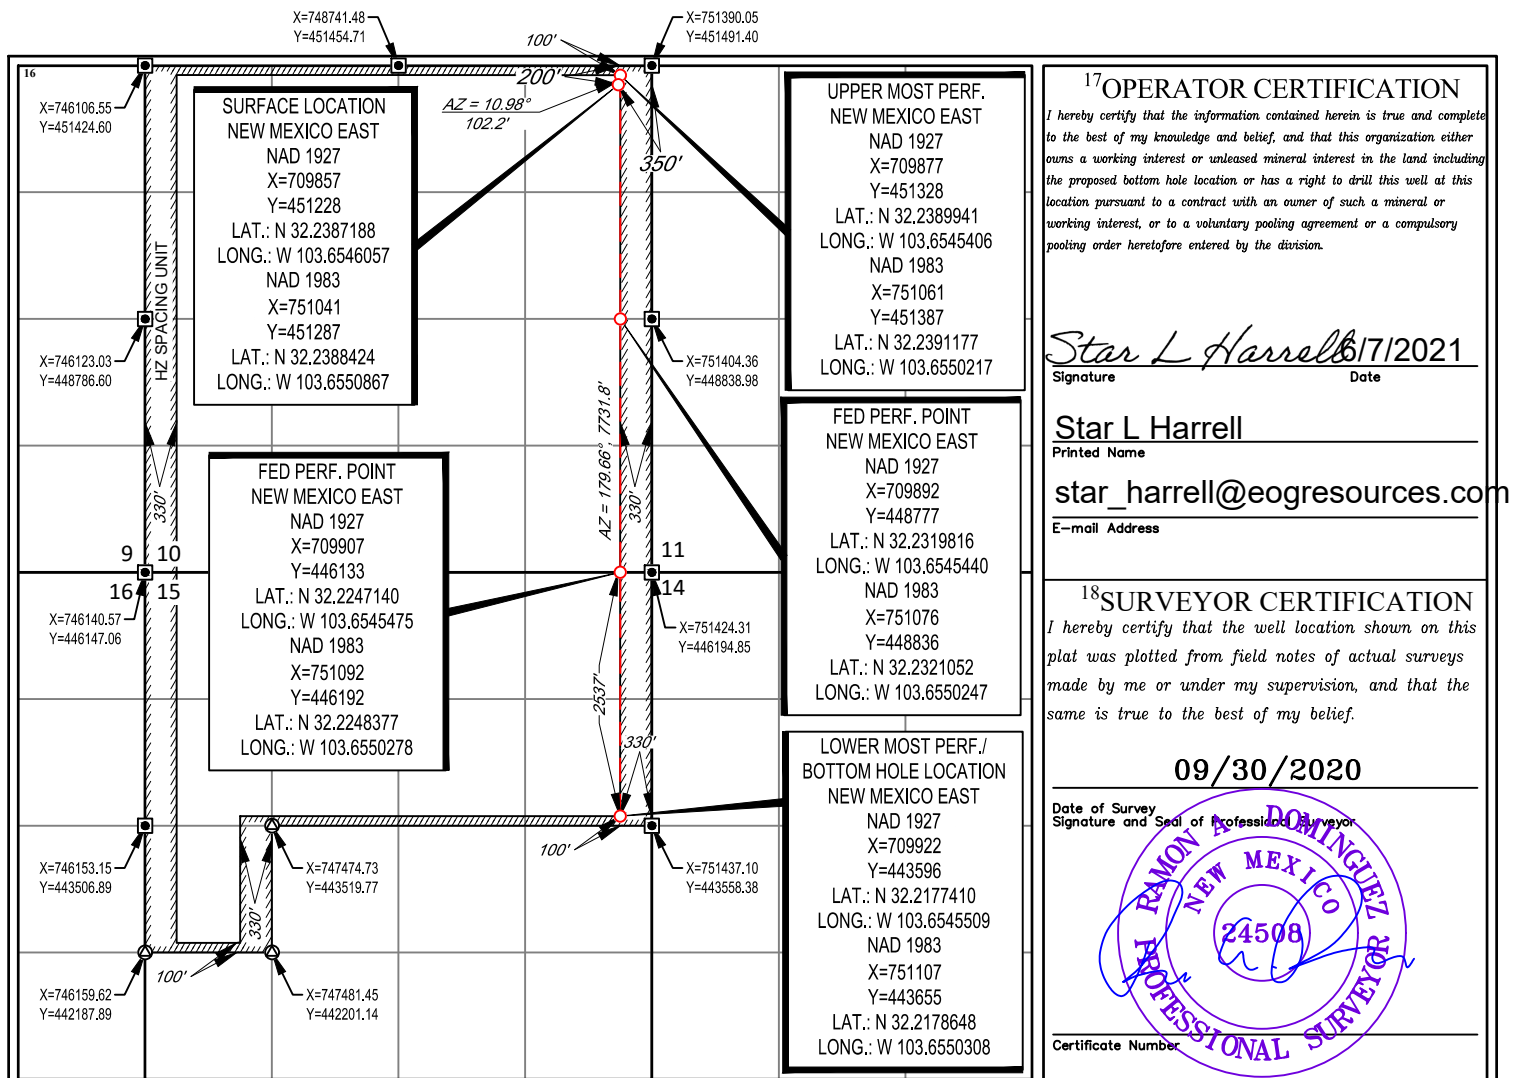 X=748741.48
Y=451454.71
X=751390.05
Y=451491.40
100'
16
200'
X=746106.55
Y=451424.60
AZ = 10.98°
102.2'
350'
SURFACE LOCATION
NEW MEXICO EAST
NAD 1927
X=709857
Y=451228
LAT.: N 32.2387188
LONG.: W 103.6546057
NAD 1983
X=751041
Y=451287
LAT.: N 32.2388424
LONG.: W 103.6550867
UPPER MOST PERF.
NEW MEXICO EAST
NAD 1927
X=709877
Y=451328
LAT.: N 32.2389941
LONG.: W 103.6545406
NAD 1983
X=751061
Y=451387
LAT.: N 32.2391177
LONG.: W 103.6550217
HZ SPACING UNIT
X=746123.03
Y=448786.60
X=751404.36
Y=448838.98
AZ = 179.66°, 7731.8'
330'
330'
FED PERF. POINT
NEW MEXICO EAST
NAD 1927
X=709907
Y=446133
LAT.: N 32.2247140
LONG.: W 103.6545475
NAD 1983
X=751092
Y=446192
LAT.: N 32.2248377
LONG.: W 103.6550278
FED PERF. POINT
NEW MEXICO EAST
NAD 1927
X=709892
Y=448777
LAT.: N 32.2319816
LONG.: W 103.6545440
NAD 1983
X=751076
Y=448836
LAT.: N 32.2321052
LONG.: W 103.6550247
9 10
16 15
11
14
X=746140.57
Y=446147.06
X=751424.31
Y=446194.85
2537'
330'
LOWER MOST PERF./
BOTTOM HOLE LOCATION
NEW MEXICO EAST
NAD 1927
X=709922
Y=443596
LAT.: N 32.2177410
LONG.: W 103.6545509
NAD 1983
X=751107
Y=443655
LAT.: N 32.2178648
LONG.: W 103.6550308
100'
X=746153.15
Y=443506.89
X=747474.73
Y=443519.77
X=751437.10
Y=443558.38
330'
100'
X=746159.62
Y=442187.89
X=747481.45
Y=442201.14
17OPERATOR CERTIFICATION
I hereby certify that the information contained herein is true and complete
to the best of my knowledge and belief, and that this organization either
owns a working interest or unleased mineral interest in the land including
the proposed bottom hole location or has a right to drill this well at this
location pursuant to a contract with an owner of such a mineral or
working interest, or to a voluntary pooling agreement or a compulsory
pooling order heretofore entered by the division.
Star L Harrell 6/7/2021
Signature Date
Star L Harrell
Printed Name
star_harrell@eogresources.com
E-mail Address
18SURVEYOR CERTIFICATION
I hereby certify that the well location shown on this
plat was plotted from field notes of actual surveys
made by me or under my supervision, and that the
same is true to the best of my belief.
09/30/2020
Date of Survey
Signature and Seal of Professional Surveyor
RAMON A. DOMINGUEZ
NEW MEXICO
24508
PROFESSIONAL SURVEYOR
Certificate Number